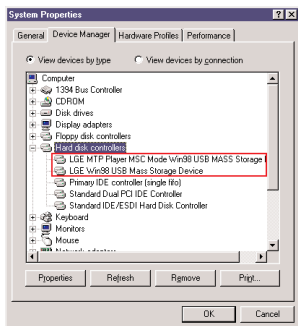 System Properties
General Device Manager Hardware Profiles Performance
View devices by type View devices by connection
Computer
1394 Bus Controller
CDROM
Disk drives
Display adapters
Floppy disk controllers
Hard disk controllers
LGE MTP Player MSC Mode Win98 USB MASS Storage
LGE Win98 USB Mass Storage Device
Primary IDE controller (single fifo)
Standard Dual PCI IDE Controller
Standard IDE/ESDI Hard Disk Controller
Keyboard
Monitors
Mouse
Properties Refresh Remove Print...
OK Cancel